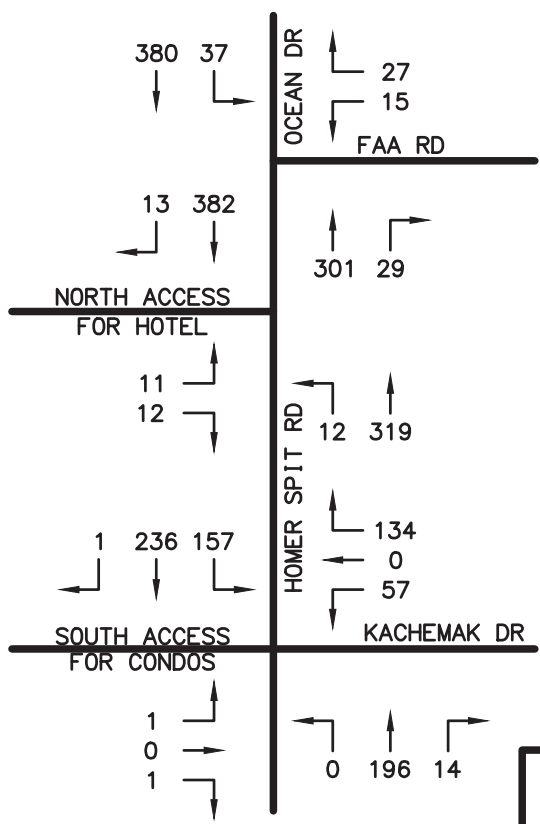 380 37
OCEAN DR
27
15
FAA RD
13 382
301 29
NORTH ACCESS
FOR HOTEL
11
12
HOMER SPIT RD
12 319
1 236 157
134
0
57
SOUTH ACCESS
FOR CONDOS
KACHEMAK DR
1
0
1
0 196 14